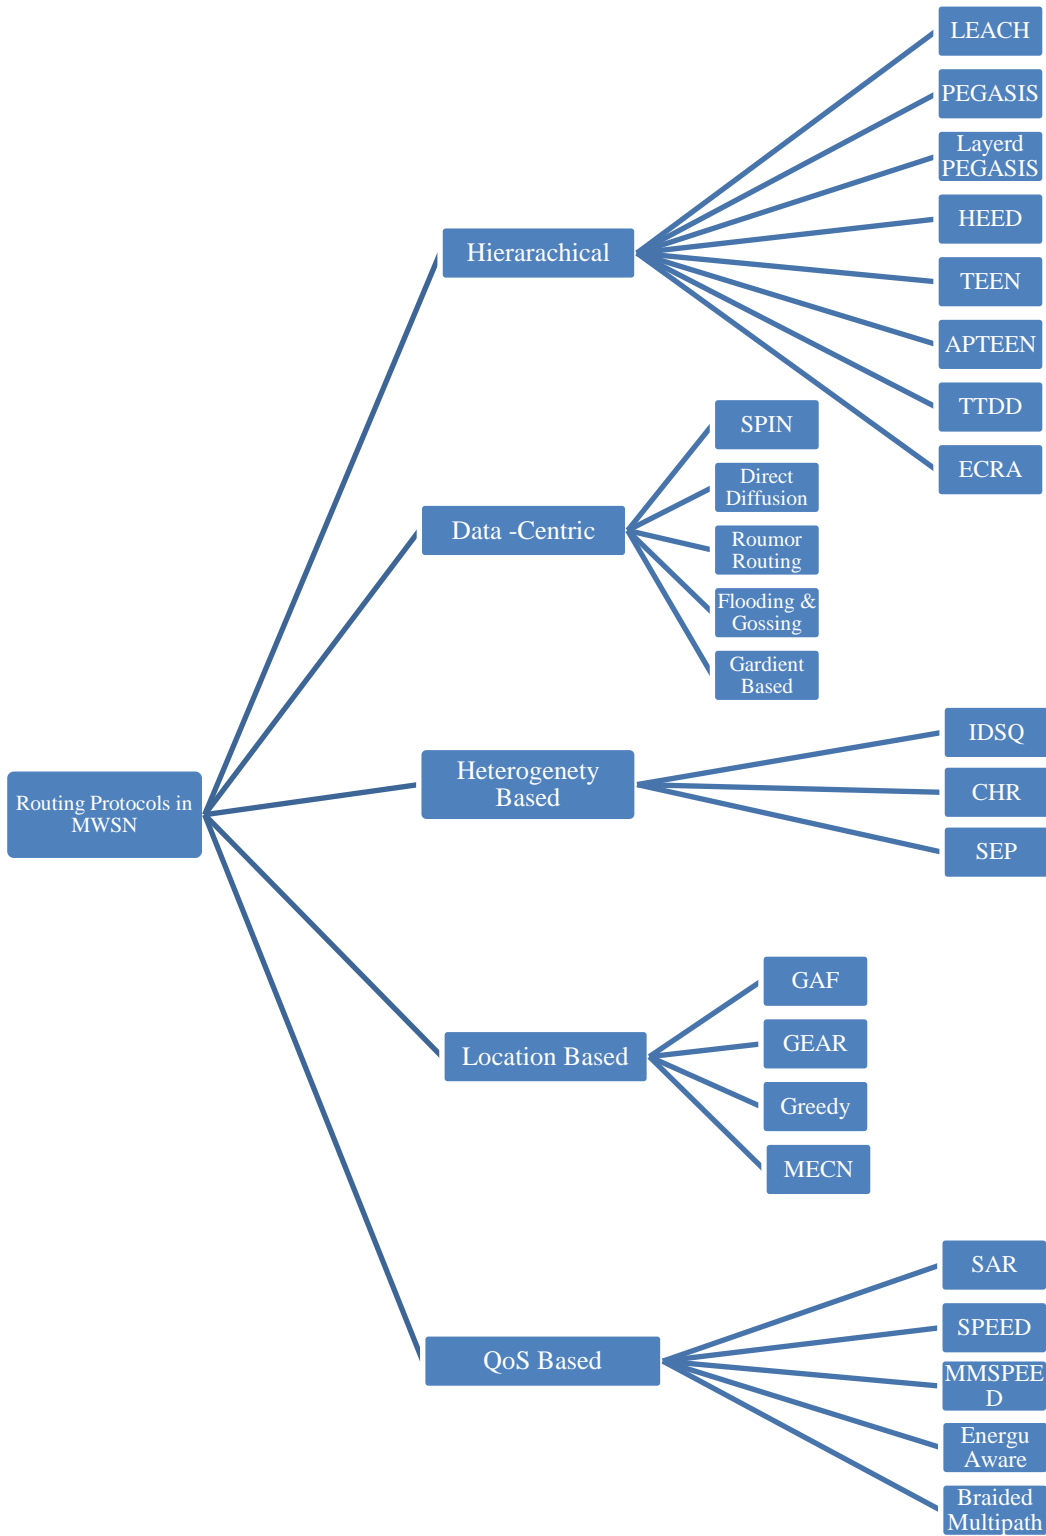 Routing Protocols in
MWSN
Hierarachical
LEACH
PEGASIS
Layerd
PEGASIS
HEED
TEEN
APTEEN
TTDD
ECRA
Data -Centric
SPIN
Direct
Diffusion
Roumor
Routing
Flooding &
Gossing
Gardient
Based
Heterogenety
Based
IDSQ
CHR
SEP
Location Based
GAF
GEAR
Greedy
MECN
QoS Based
SAR
SPEED
MMSPEE
D
Energu
Aware
Braided
Multipath